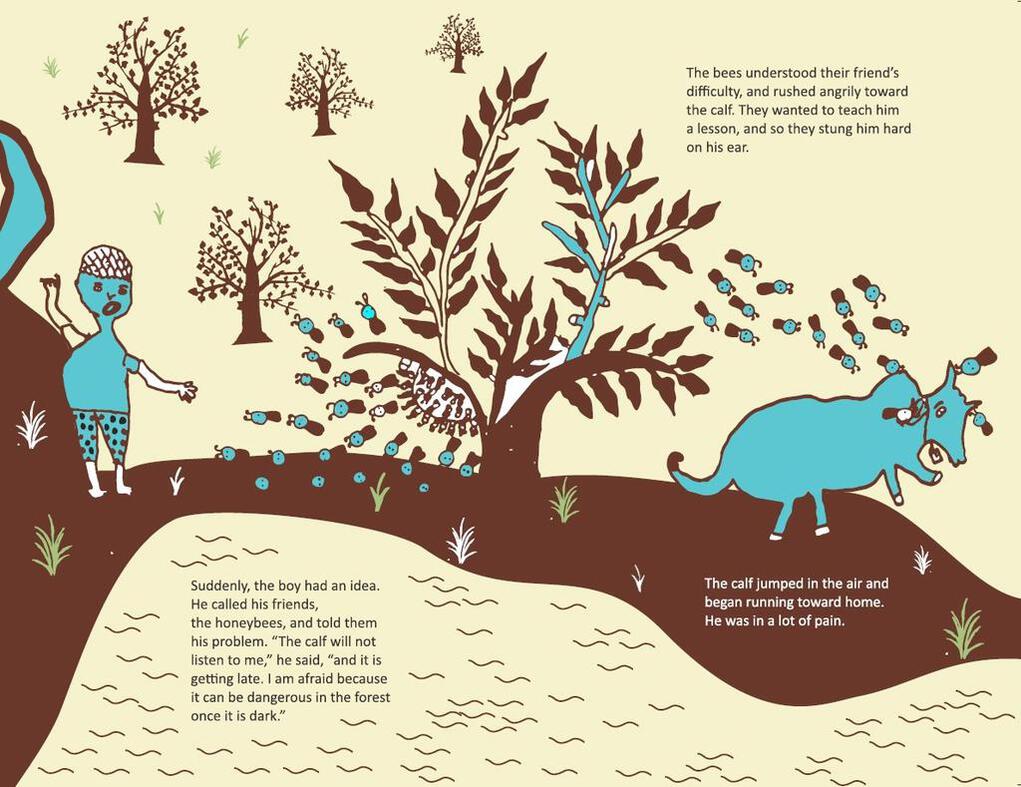 Suddenly, the boy had an idea.
He called his friends,
the honeybees, and told them
his problem. “The calf will not
listen to me,” he said, “and it is
getting late. I am afraid because
it can be dangerous in the forest
once it is dark.”
The bees understood their friend’s
difficulty, and rushed angrily toward
the calf. They wanted to teach him
a lesson, and so they stung him hard
on his ear.
The calf jumped in the air and
began running toward home.
He was in a lot of pain.